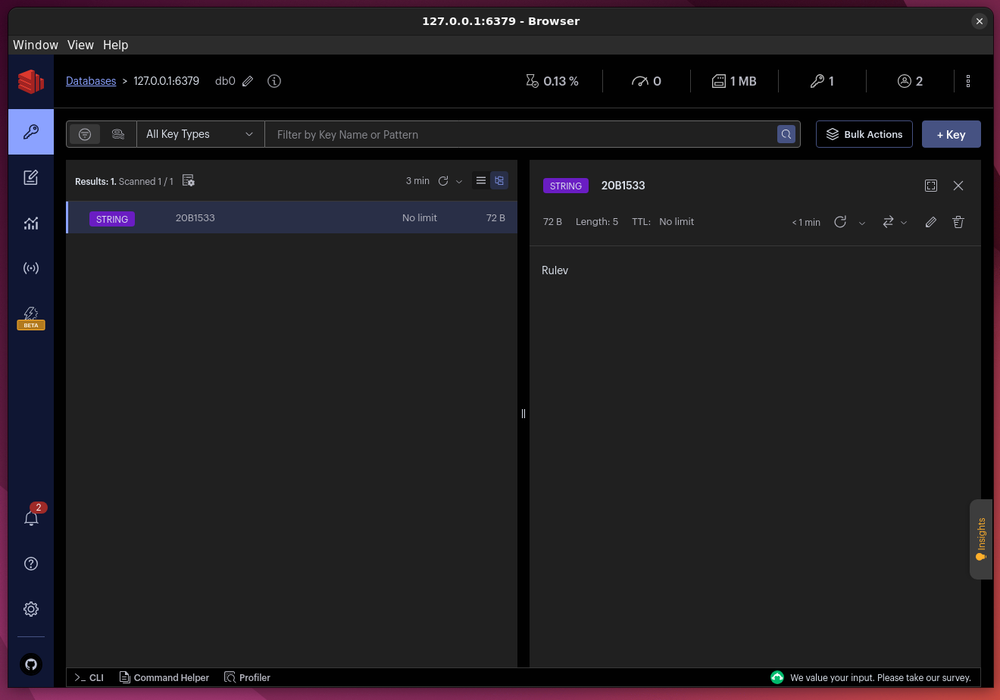 127.0.0.1:6379 - Browser
Window View Help
Databases > 127.0.0.1:6379 db0 0.13 % 0 1 MB 1 2
All Key Types Filter by Key Name or Pattern Bulk Actions + Key
Results: 1. Scanned 1 / 1 3 min
STRING 20B1533 No limit 72 B
STRING 20B1533
72 B Length: 5 TTL: No limit < 1 min
Rulev
BETA
2
Insights
>_ CLI Command Helper Profiler We value your input. Please take our survey.